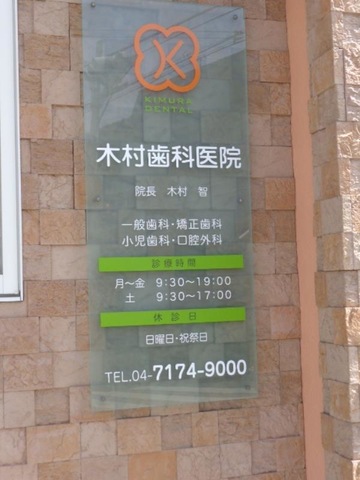 KIMURA
DENTAL
木村歯科医院
院長 木村 智
一般歯科・矯正歯科
小児歯科・口腔外科
診療時間
月〜金 9:30〜19:00
土 9:30〜17:00
休診日
日曜日・祝祭日
TEL.04-7174-9000